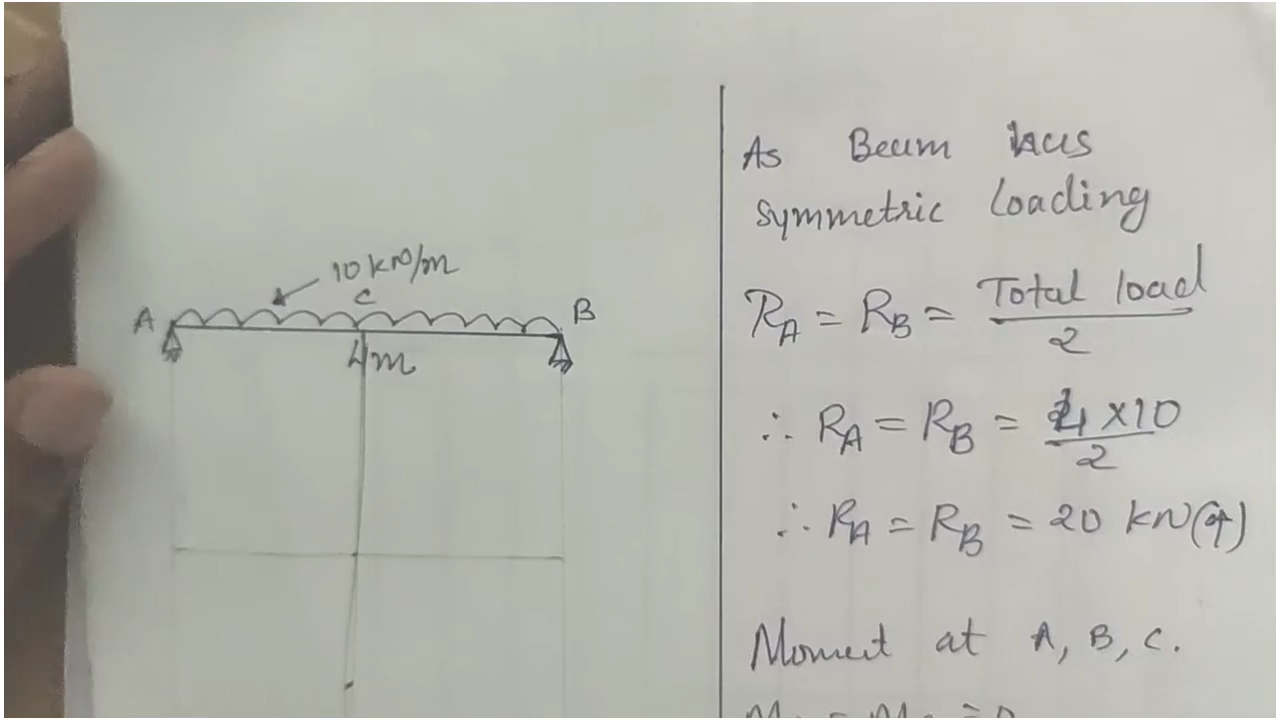 10 kN/m
A
C
B
4m
As Beam has
symmetric loading
RA = RB = Total load
2
∴ RA = RB = 4 ×10
2
∴ RA = RB = 20 kN (↑)
Moment at A, B, C.